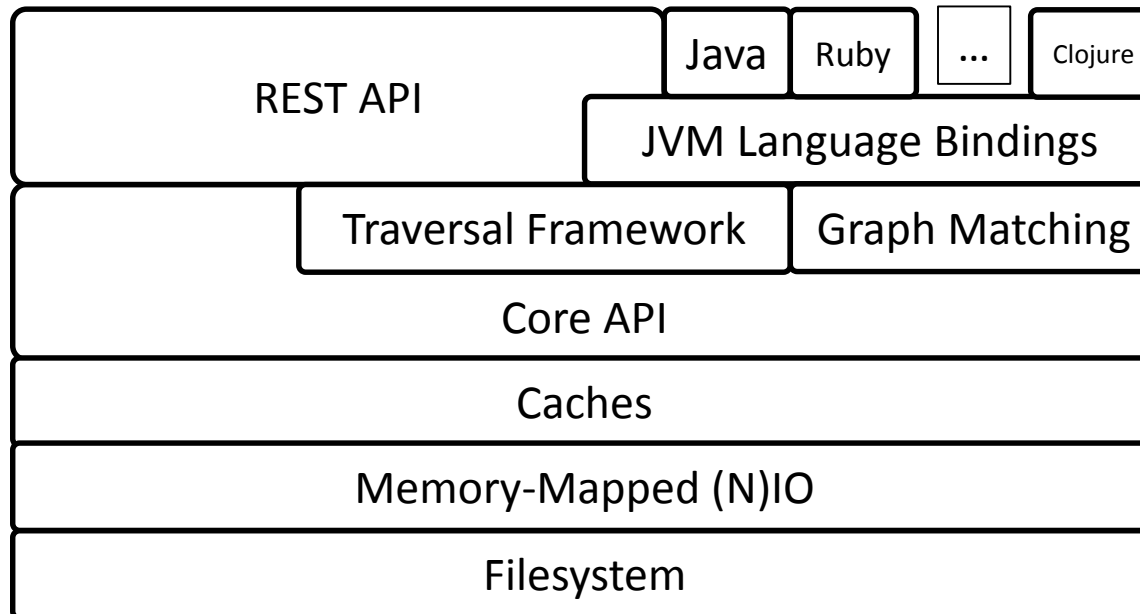 Java
Ruby
...
Clojure
REST API
JVM Language Bindings
Traversal Framework
Graph Matching
Core API
Caches
Memory-Mapped (N)IO
Filesystem